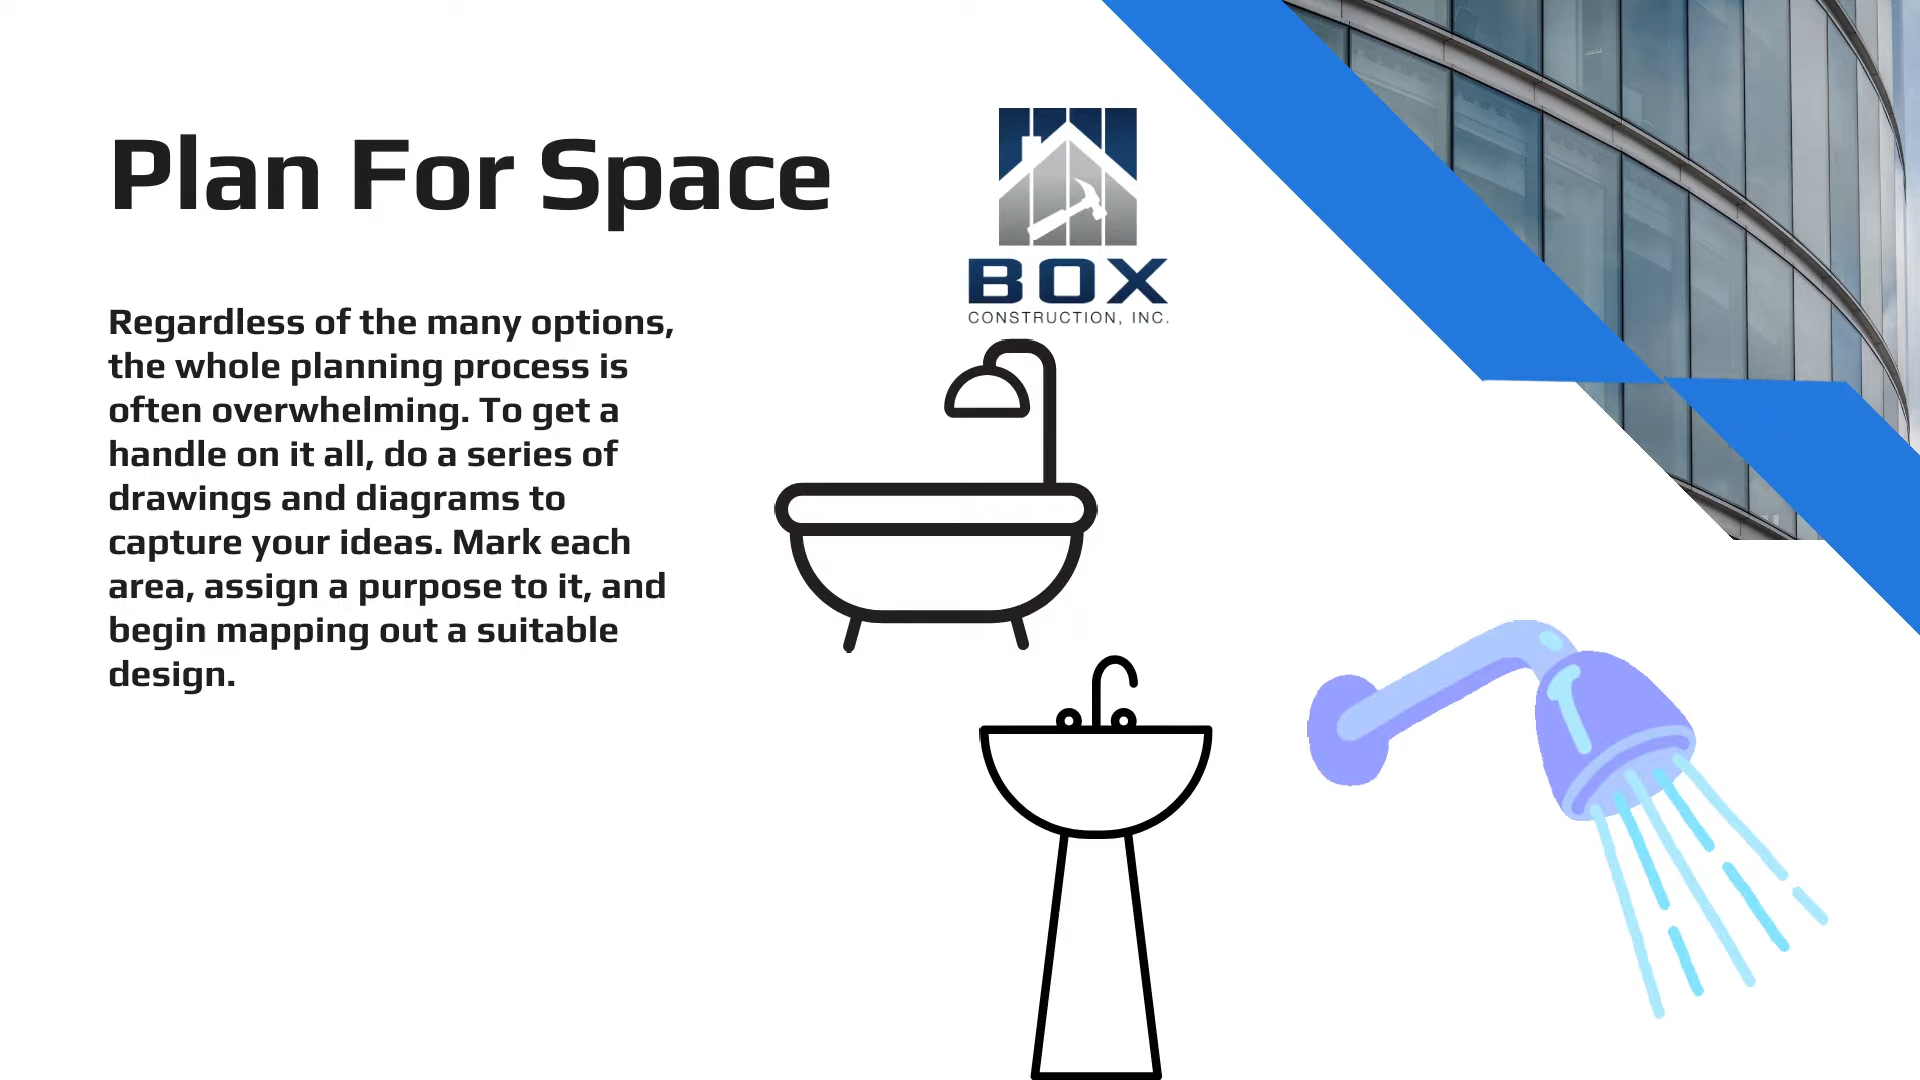 Plan For Space
BOX
CONSTRUCTION, INC.
Regardless of the many options,
the whole planning process is
often overwhelming. To get a
handle on it all, do a series of
drawings and diagrams to
capture your ideas. Mark each
area, assign a purpose to it, and
begin mapping out a suitable
design.